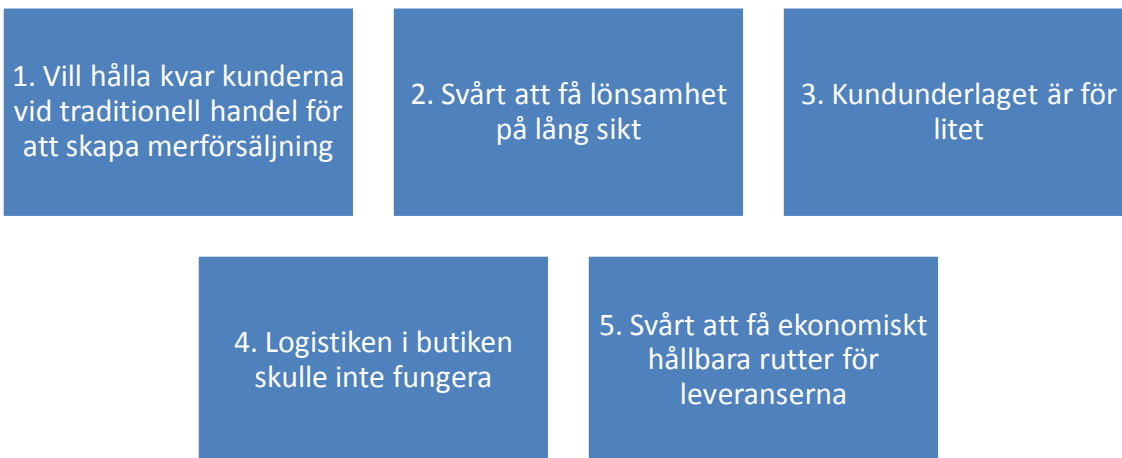 1. Vill hålla kvar kunderna
vid traditionell handel för
att skapa merförsäljning
2. Svårt att få lönsamhet
på lång sikt
3. Kundunderlaget är för
litet
4. Logistiken i butiken
skulle inte fungera
5. Svårt att få ekonomiskt
hållbara rutter för
leveranserna